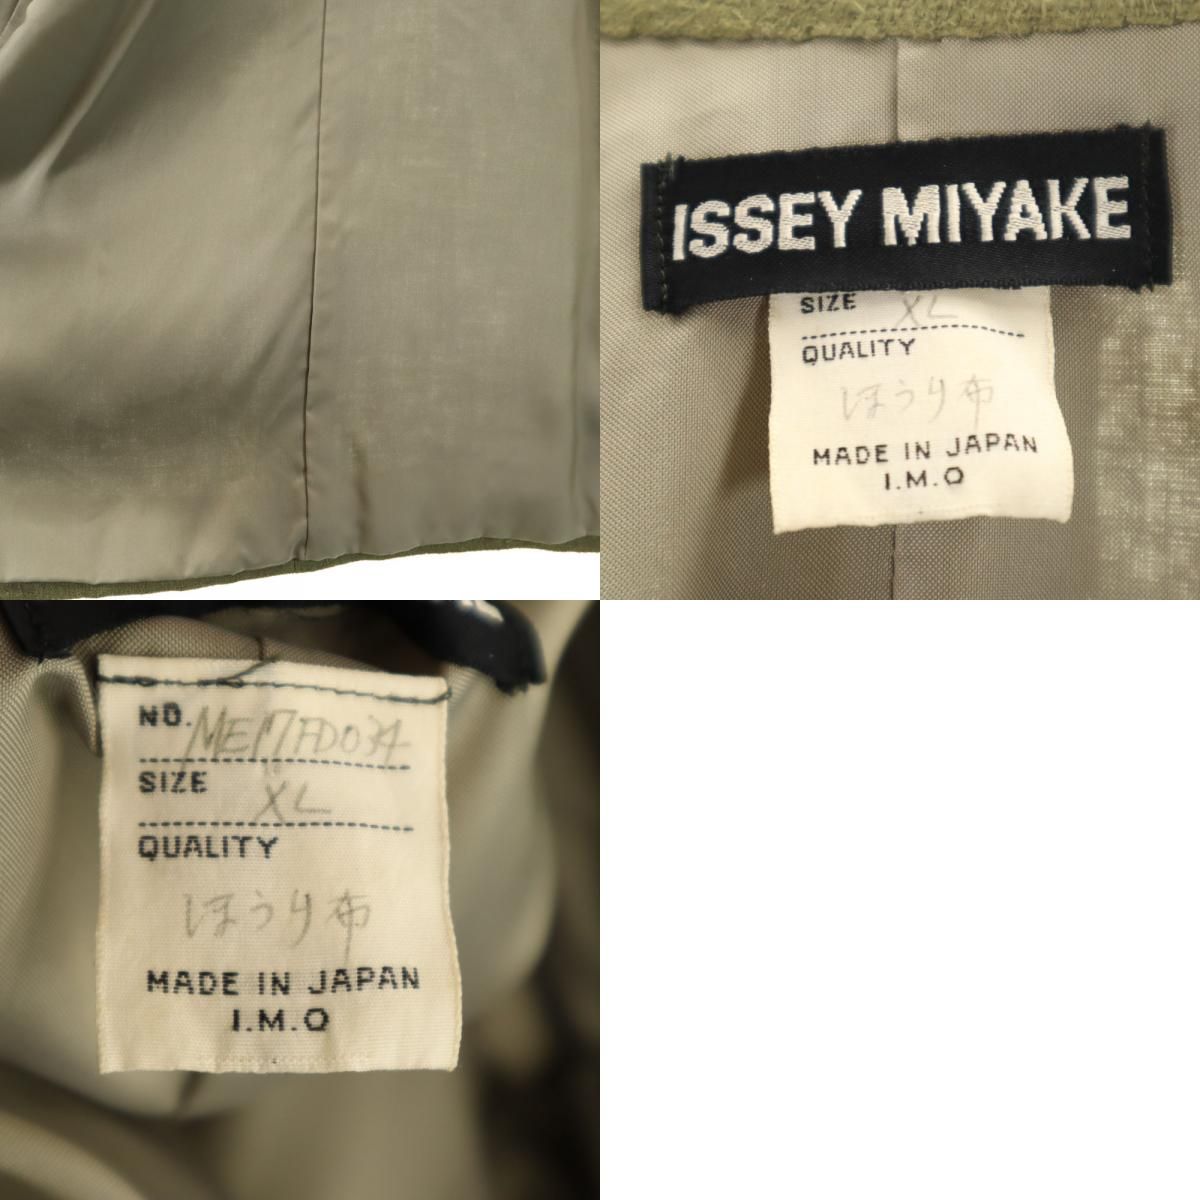 ISSEY MIYAKE
SIZE XL
QUALITY
ほうり布
MADE IN JAPAN
I.M.O
NO. ME17FD034
SIZE XL
QUALITY
ほうり布
MADE IN JAPAN
I.M.O